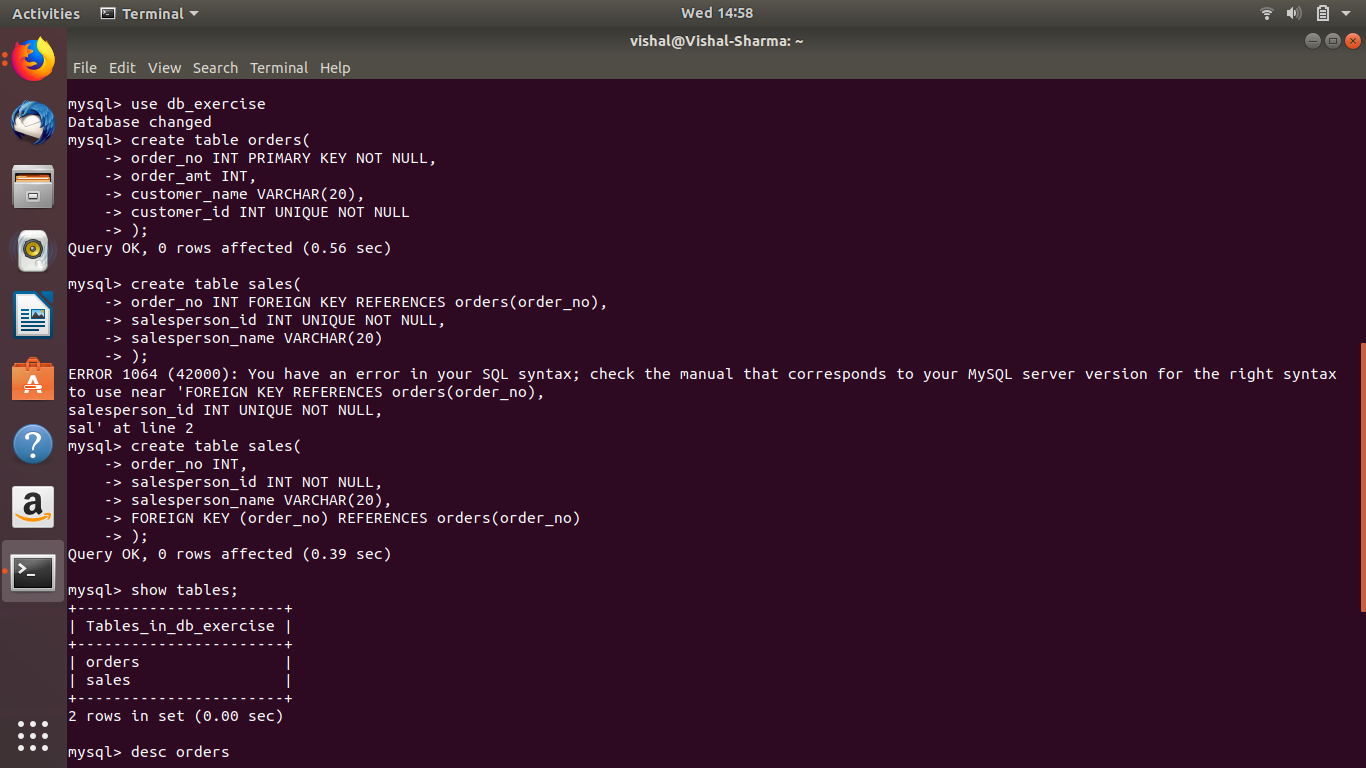 Activities Terminal Wed 14:58
vishal@Vishal-Sharma: ~
File Edit View Search Terminal Help
mysql> use db_exercise
Database changed
mysql> create table orders(
    -> order_no INT PRIMARY KEY NOT NULL,
    -> order_amt INT,
    -> customer_name VARCHAR(20),
    -> customer_id INT UNIQUE NOT NULL
    -> );
Query OK, 0 rows affected (0.56 sec)
mysql> create table sales(
    -> order_no INT FOREIGN KEY REFERENCES orders(order_no),
    -> salesperson_id INT UNIQUE NOT NULL,
    -> salesperson_name VARCHAR(20)
    -> );
ERROR 1064 (42000): You have an error in your SQL syntax; check the manual that corresponds to your MySQL server version for the right syntax
to use near 'FOREIGN KEY REFERENCES orders(order_no),
salesperson_id INT UNIQUE NOT NULL,
sal' at line 2
mysql> create table sales(
    -> order_no INT,
    -> salesperson_id INT NOT NULL,
    -> salesperson_name VARCHAR(20),
    -> FOREIGN KEY (order_no) REFERENCES orders(order_no)
    -> );
Query OK, 0 rows affected (0.39 sec)
mysql> show tables;
+-----------------------+
| Tables_in_db_exercise |
+-----------------------+
| orders                |
| sales                 |
+-----------------------+
2 rows in set (0.00 sec)
mysql> desc orders